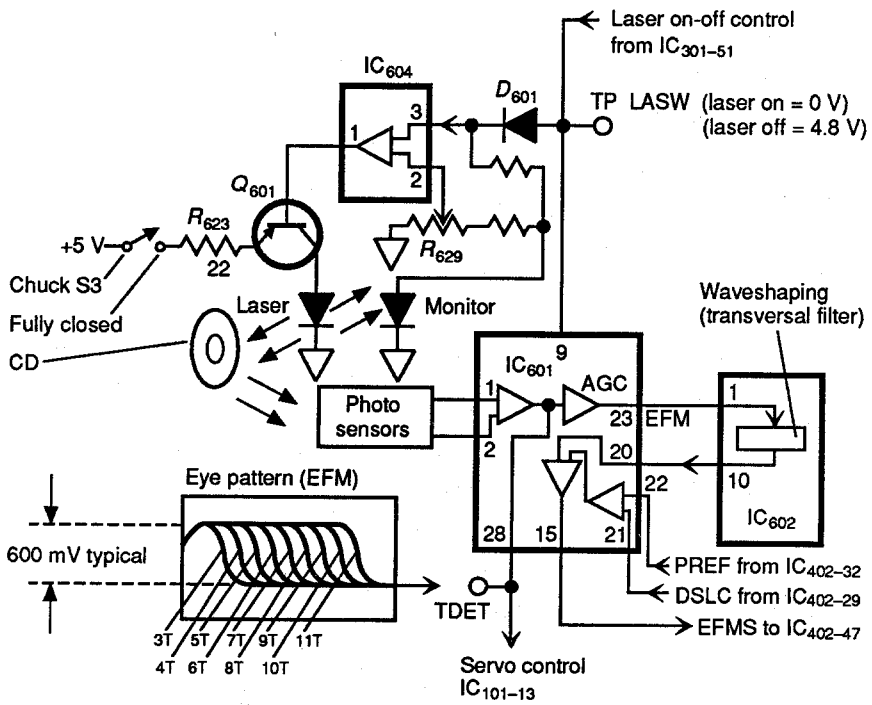 Laser on-off control
from IC301–51
IC604
D601
TP LASW (laser on = 0 V)
(laser off = 4.8 V)
3
1
2
Q601
R623
+5 V
22
R629
Chuck S3
Fully closed
CD
Laser
Monitor
Waveshaping
(transversal filter)
9
IC601
AGC
1
1
Photo
sensors
23
EFM
2
20
22
10
Eye pattern (EFM)
IC602
28
15
21
600 mV typical
PREF from IC402–32
TDET
DSLC from IC402–29
3T 5T 7T 9T 11T
EFMS to IC402–47
4T 6T 8T 10T
Servo control
IC101–13